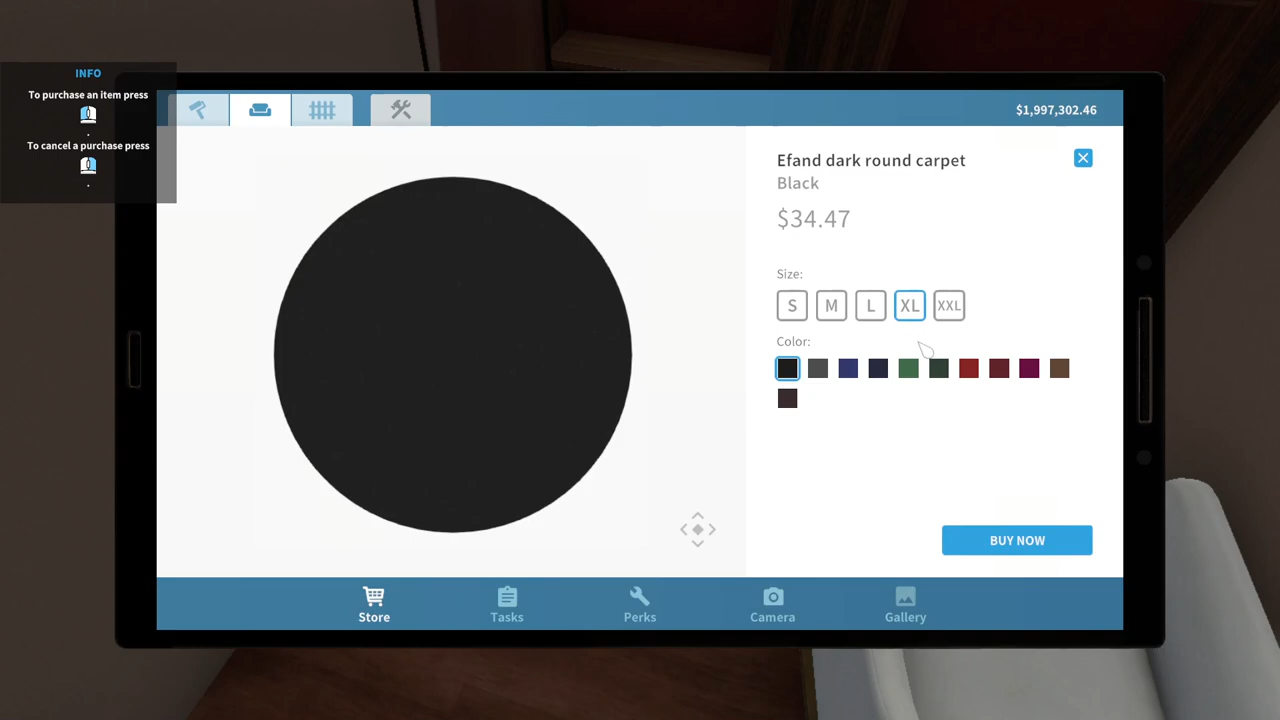 INFO
To purchase an item press
.
To cancel a purchase press
.
$1,997,302.46
Efand dark round carpet
Black
$34.47
Size:
S M L XL XXL
Color:
BUY NOW
Store Tasks Perks Camera Gallery